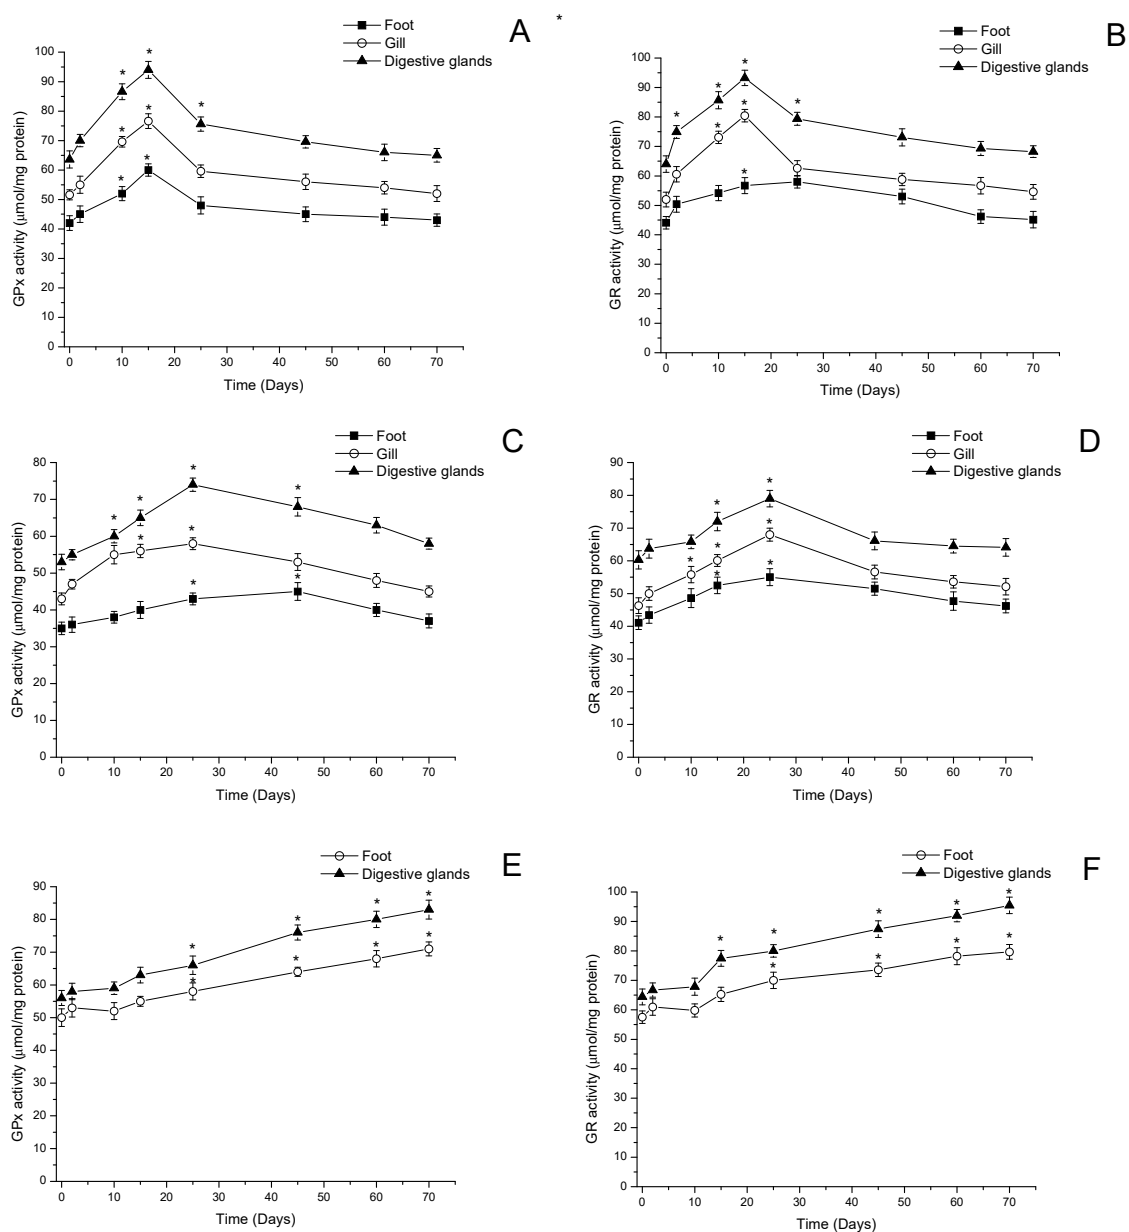 A
*
Foot
Gill
Digestive glands
GPx activity (μmol/mg protein)
100
90
80
70
60
50
40
30
20
10
0
* * *
* *
* *
0 10 20 30 40 50 60 70
Time (Days)
B
Foot
Gill
Digestive glands
GR activity (μmol/mg protein)
100
90
80
70
60
50
40
30
20
10
0
* * * *
* *
*
0 10 20 30 40 50 60 70
Time (Days)
C
Foot
Gill
Digestive glands
GPx activity (μmol/mg protein)
80
70
60
50
40
30
20
10
0
* * * *
* *
* *
0 10 20 30 40 50 60 70
Time (Days)
D
Foot
Gill
Digestive glands
GR activity (μmol/mg protein)
90
80
70
60
50
40
30
20
10
0
* *
* * *
* *
0 10 20 30 40 50 60 70
Time (Days)
E
Foot
Digestive glands
GPx activity (μmol/mg protein)
90
80
70
60
50
40
30
20
10
0
* * * *
* * * *
0 10 20 30 40 50 60 70
Time (Days)
F
Foot
Digestive glands
GR activity (μmol/mg protein)
100
90
80
70
60
50
40
30
20
10
0
* * * * *
* * * *
0 10 20 30 40 50 60 70
Time (Days)